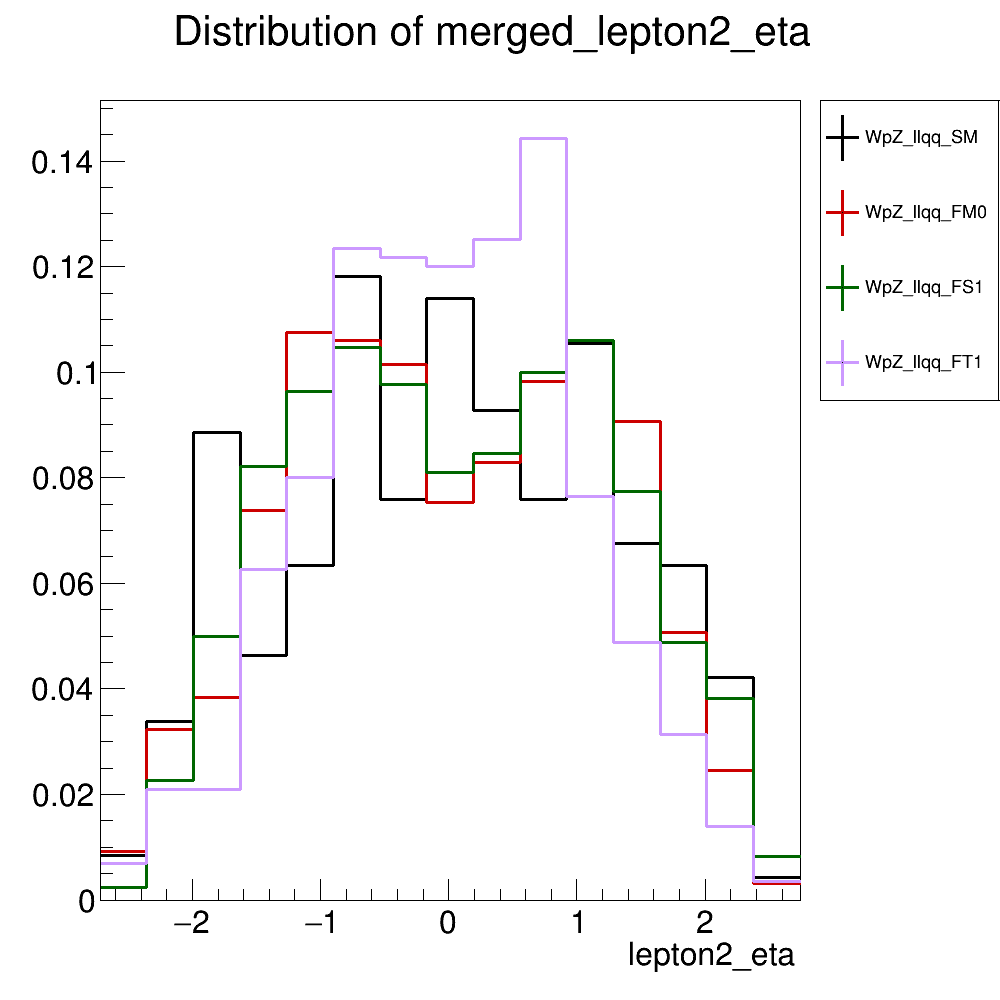 Distribution of merged_lepton2_eta
WpZ_llqq_SM
WpZ_llqq_FM0
WpZ_llqq_FS1
WpZ_llqq_FT1
0.14
0.12
0.1
0.08
0.06
0.04
0.02
0
−2 −1 0 1 2
lepton2_eta